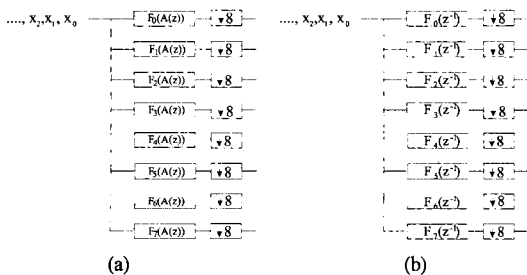 ...., X₂,X₁, X₀ F₀(A(z)) ▼8
F₁(A(z)) ▼8
F₂(A(z)) ▼8
F₃(A(z)) ▼8
F₄(A(z)) ▼8
F₅(A(z)) ▼8
F₆(A(z)) ▼8
F₇(A(z)) ▼8
(a)
...., X₂,X₁, X₀ F₀(z⁻¹) ▼8
F₁(z⁻¹) ▼8
F₂(z⁻¹) ▼8
F₃(z⁻¹) ▼8
F₄(z⁻¹) ▼8
F₅(z⁻¹) ▼8
F₆(z⁻¹) ▼8
F₇(z⁻¹) ▼8
(b)